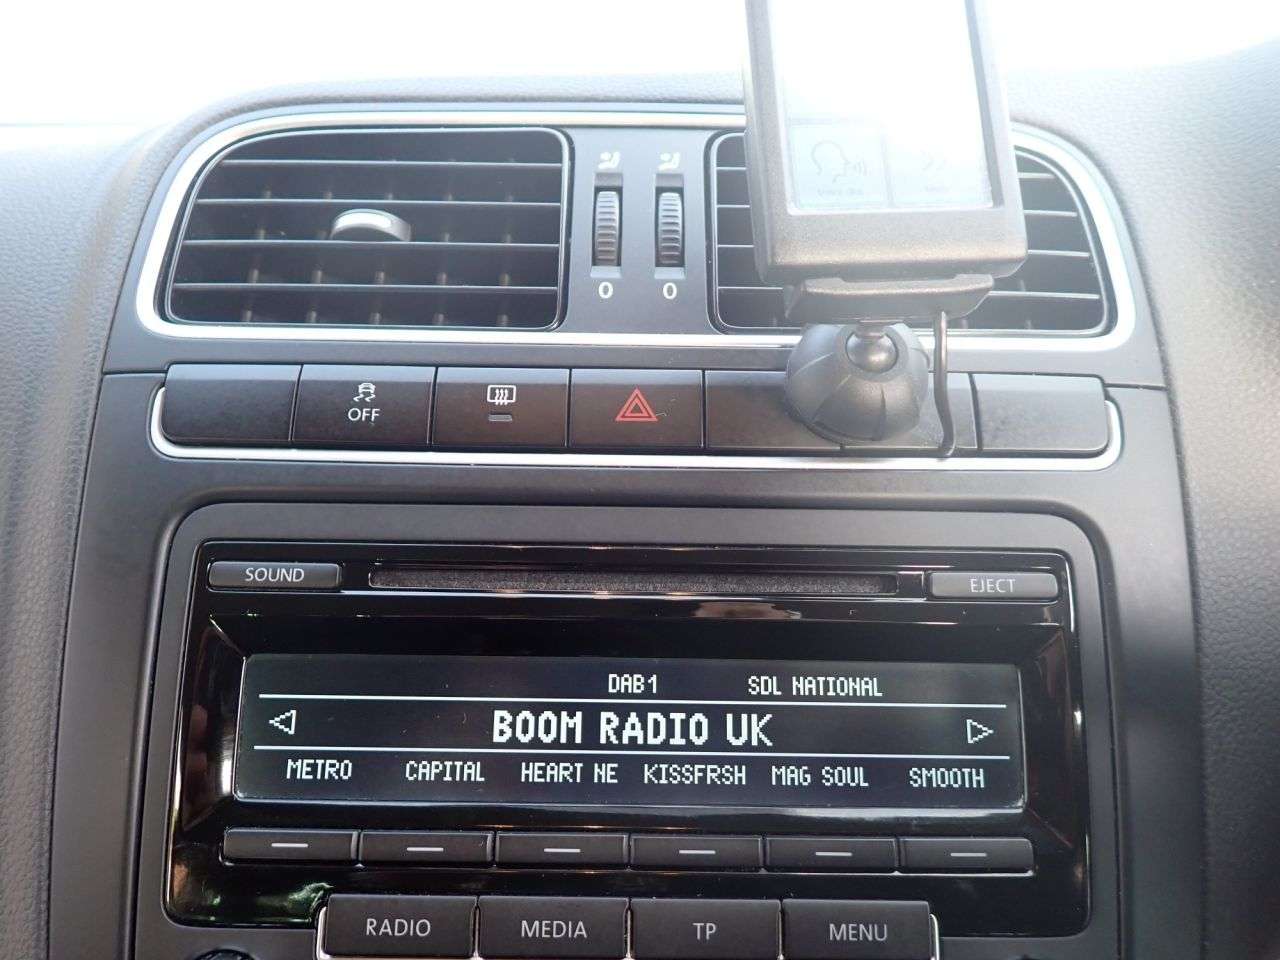 0 0
OFF
SOUND
EJECT
DAB1 SDL NATIONAL
BOOM RADIO UK
METRO CAPITAL HEART NE KISSFRSH MAG SOUL SMOOTH
RADIO MEDIA TP MENU